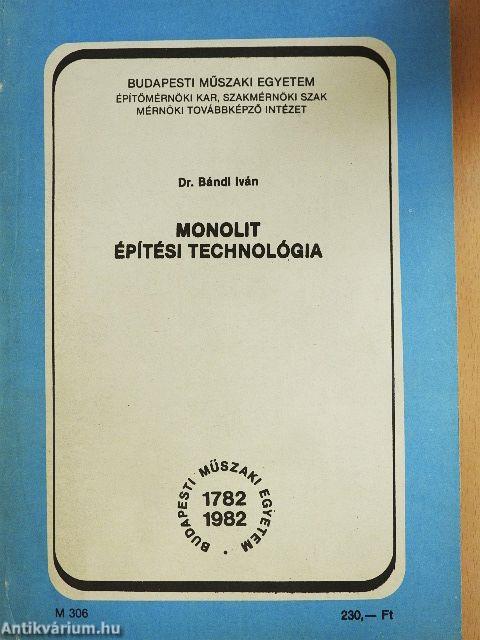 BUDAPESTI MŰSZAKI EGYETEM
ÉPÍTŐMÉRNÖKI KAR, SZAKMÉRNÖKI SZAK
MÉRNÖKI TOVÁBBKÉPZŐ INTÉZET
Dr. Bándi Iván
MONOLIT
ÉPÍTÉSI TECHNOLÓGIA
BUDAPESTI MŰSZAKI EGYETEM
1782
1982
M 306
230,— Ft
Antikvárium.hu